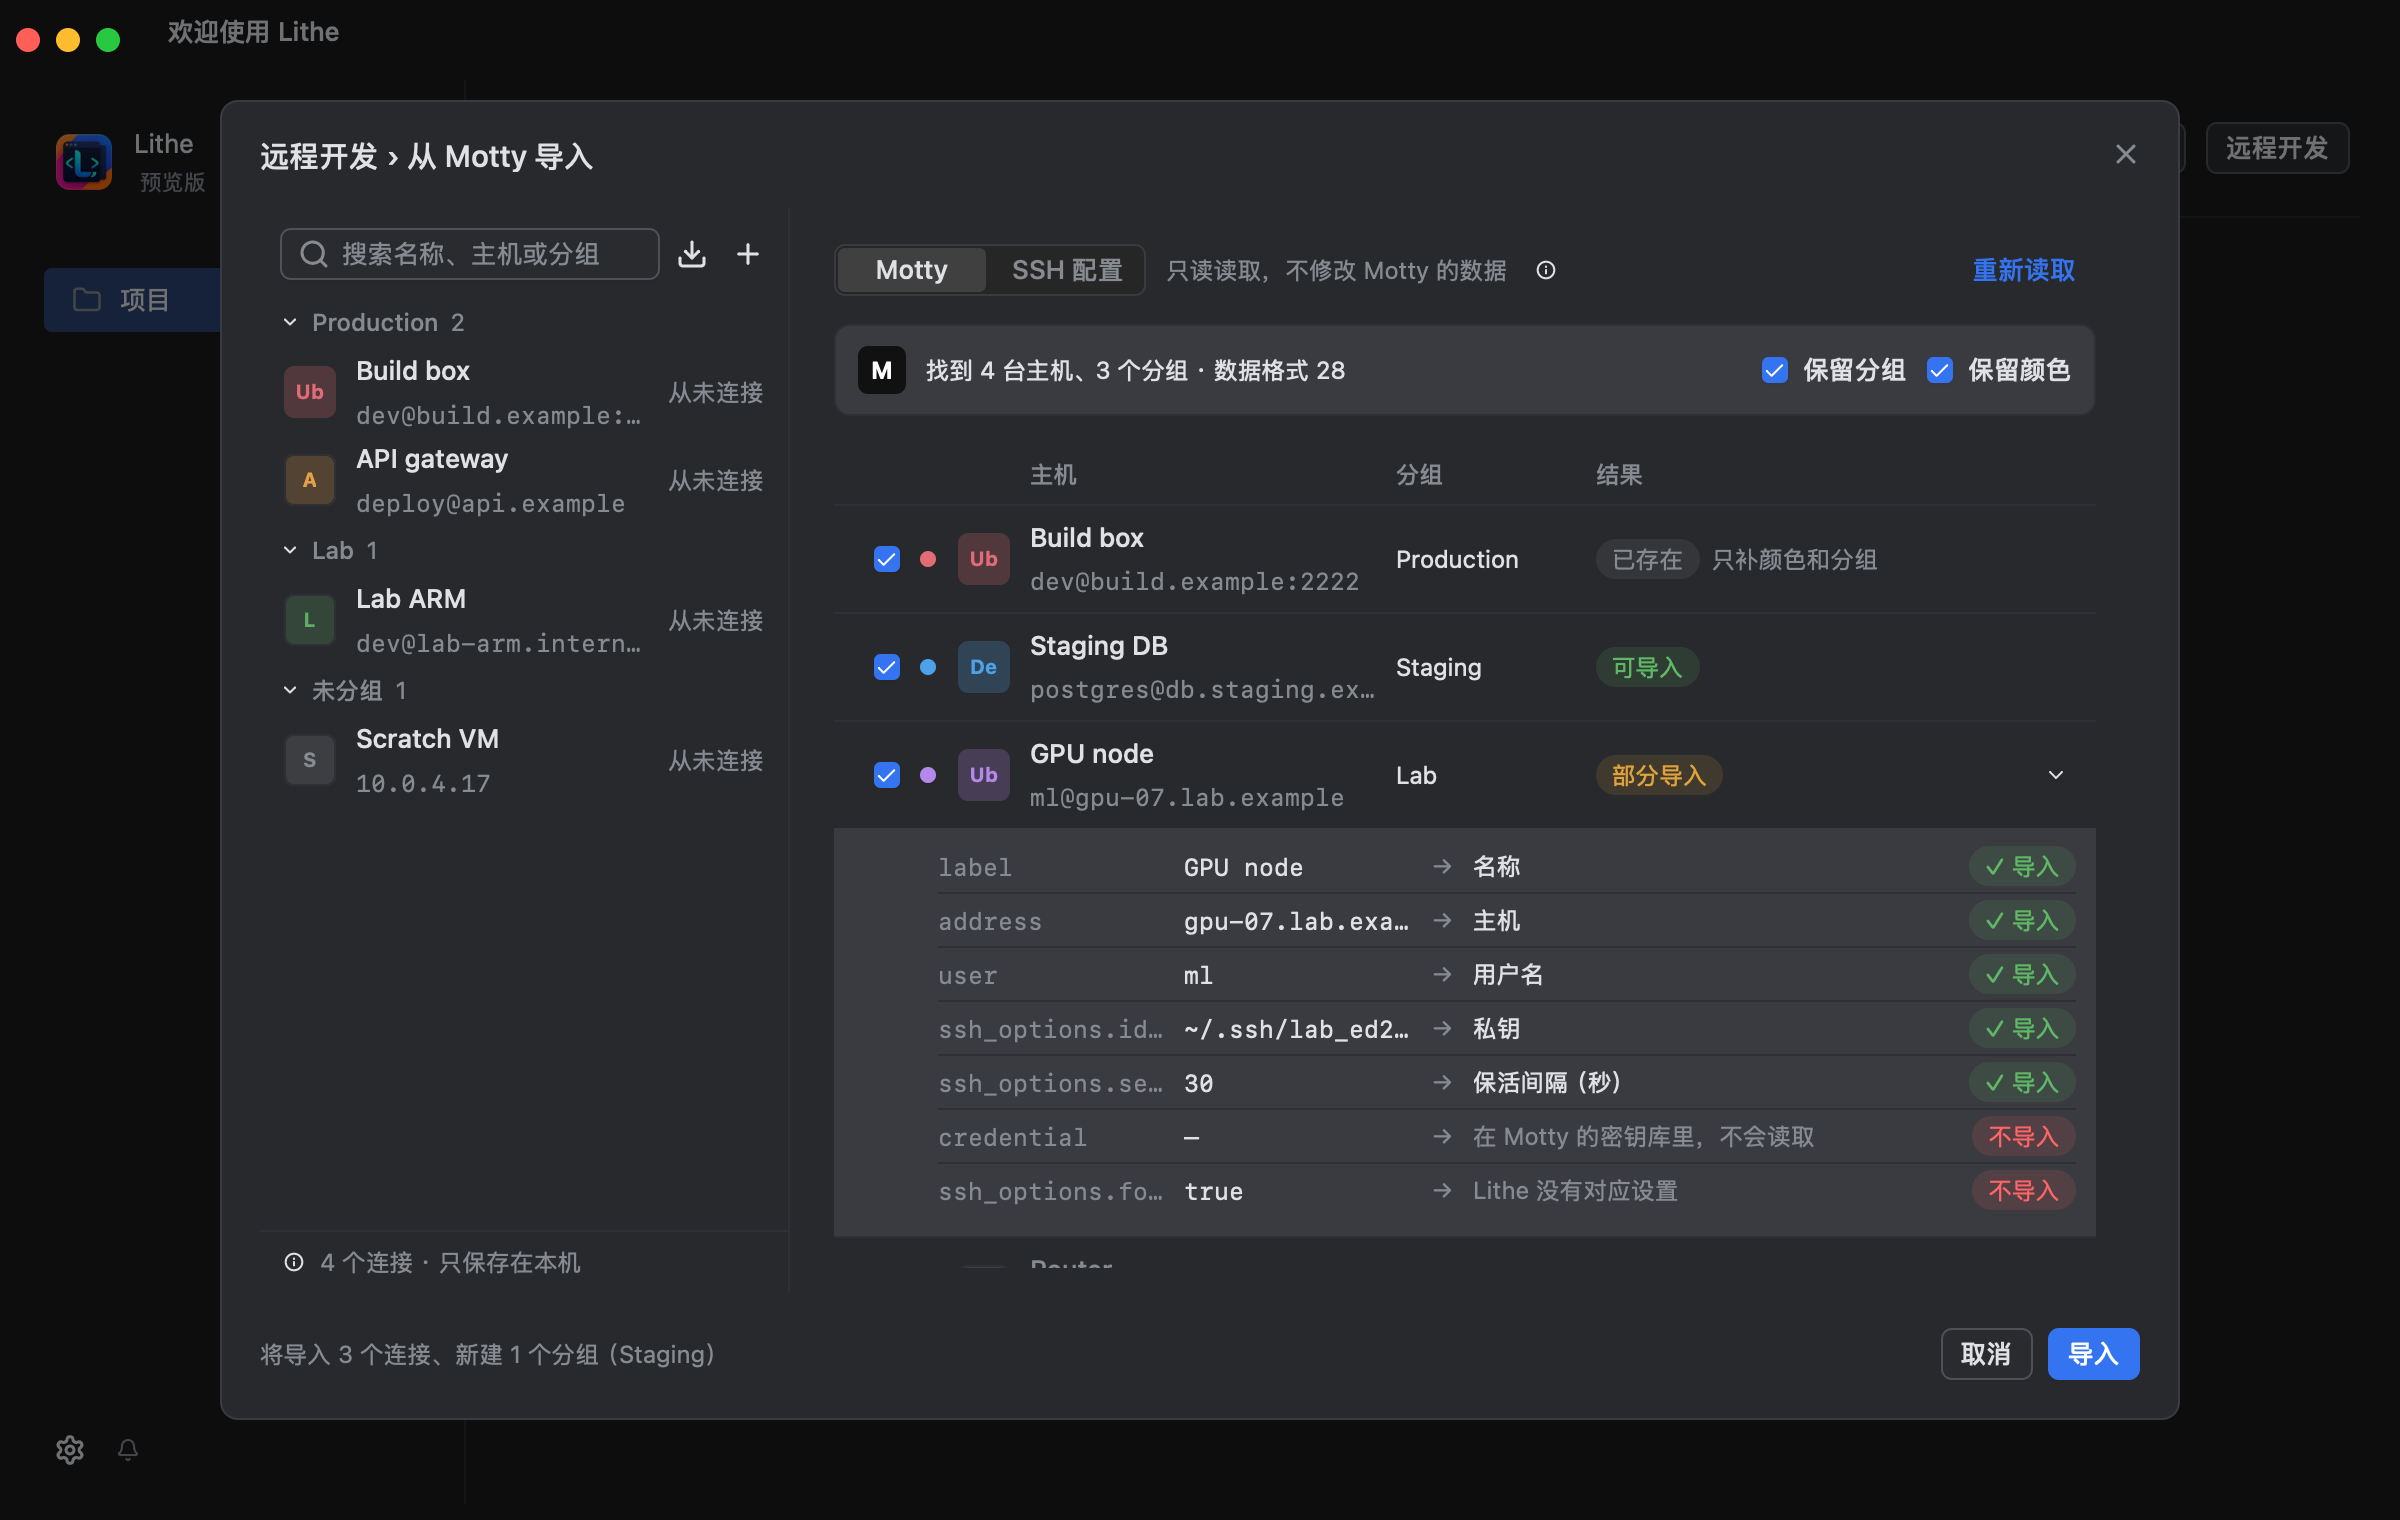 欢迎使用 Lithe
Lithe
预览版
远程开发
项目
远程开发 › 从 Motty 导入
搜索名称、主机或分组
Production 2
Ub
Build box
dev@build.example:…
从未连接
A
API gateway
deploy@api.example
从未连接
Lab 1
L
Lab ARM
dev@lab-arm.intern…
从未连接
未分组 1
S
Scratch VM
10.0.4.17
从未连接
4 个连接 · 只保存在本机
Motty
SSH 配置
只读读取，不修改 Motty 的数据
重新读取
M
找到 4 台主机、3 个分组 · 数据格式 28
保留分组
保留颜色
主机
分组
结果
Ub
Build box
dev@build.example:2222
Production
已存在 只补颜色和分组
De
Staging DB
postgres@db.staging.ex…
Staging
可导入
Ub
GPU node
ml@gpu-07.lab.example
Lab
部分导入
label GPU node → 名称 ✓ 导入
address gpu-07.lab.exa… → 主机 ✓ 导入
user ml → 用户名 ✓ 导入
ssh_options.id… ~/.ssh/lab_ed2… → 私钥 ✓ 导入
ssh_options.se… 30 → 保活间隔（秒） ✓ 导入
credential — → 在 Motty 的密钥库里，不会读取 不导入
ssh_options.fo… true → Lithe 没有对应设置 不导入
Router
将导入 3 个连接、新建 1 个分组（Staging）
取消
导入